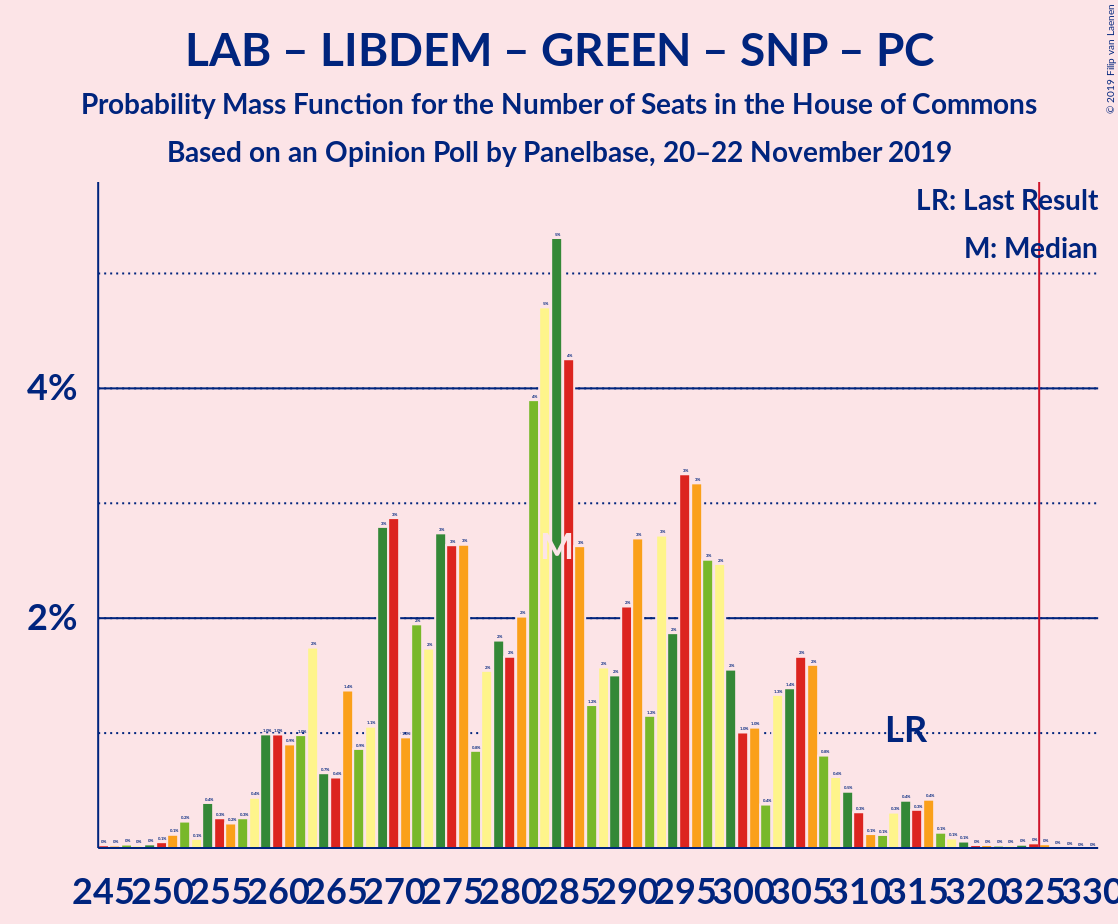 LAB – LIBDEM – GREEN – SNP – PC
Probability Mass Function for the Number of Seats in the House of Commons
Based on an Opinion Poll by Panelbase, 20–22 November 2019
© 2019 Filip van Laenen
LR: Last Result
M: Median
4%
2%
M
LR
245 250 255 260 265 270 275 280 285 290 295 300 305 310 315 320 325 330